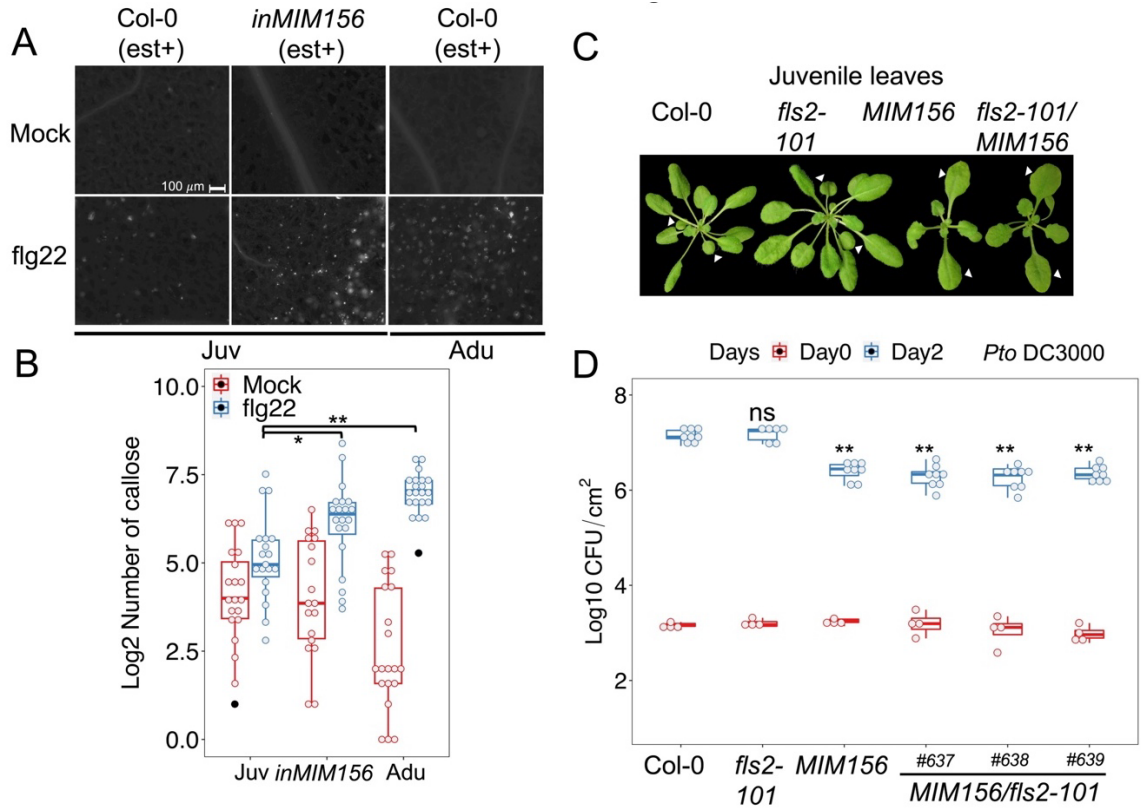 A
Col-0
(est+)
inMIM156
(est+)
Col-0
(est+)
Mock
100 μm
flg22
Juv
Adu
B
Mock
flg22
**
*
Log2 Number of callose
10.0
7.5
5.0
2.5
0.0
Juv inMIM156 Adu
C
Juvenile leaves
Col-0
fls2-
101
MIM156
fls2-101/
MIM156
D
Days Day0 Day2 Pto DC3000
Log10 CFU/cm²
8
6
4
2
ns
**
**
**
**
Col-0
fls2-
101
MIM156
#637 #638 #639
MIM156/fls2-101